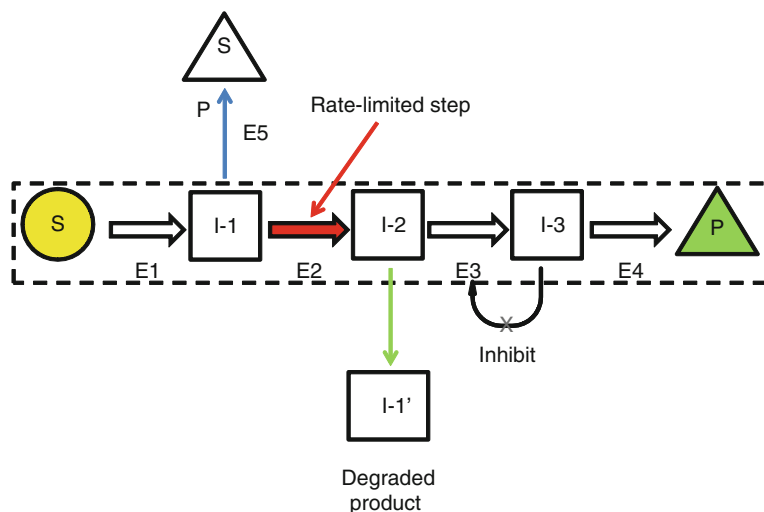 S
P
E5
Rate-limited step
S
I-1
I-2
I-3
P
E1
E2
E3
E4
X
Inhibit
I-1’
Degraded
product